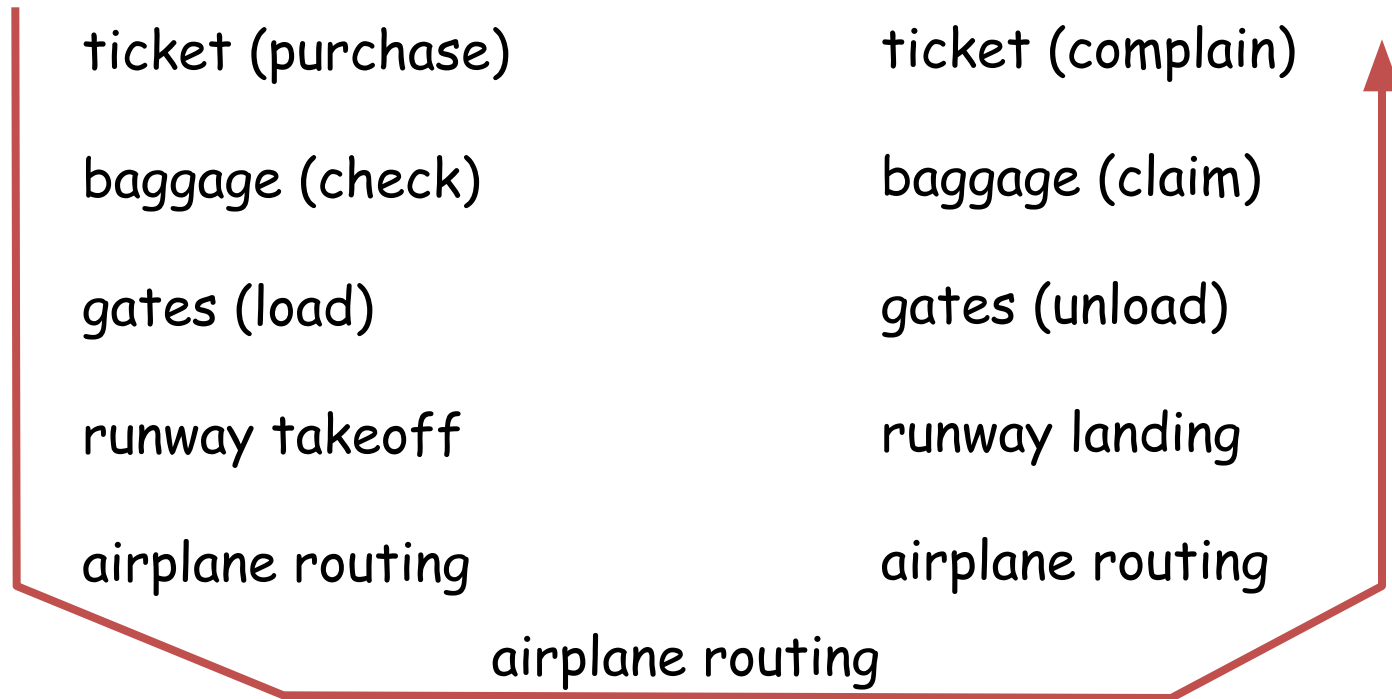 ticket (purchase)
baggage (check)
gates (load)
runway takeoff
airplane routing
airplane routing
ticket (complain)
baggage (claim)
gates (unload)
runway landing
airplane routing